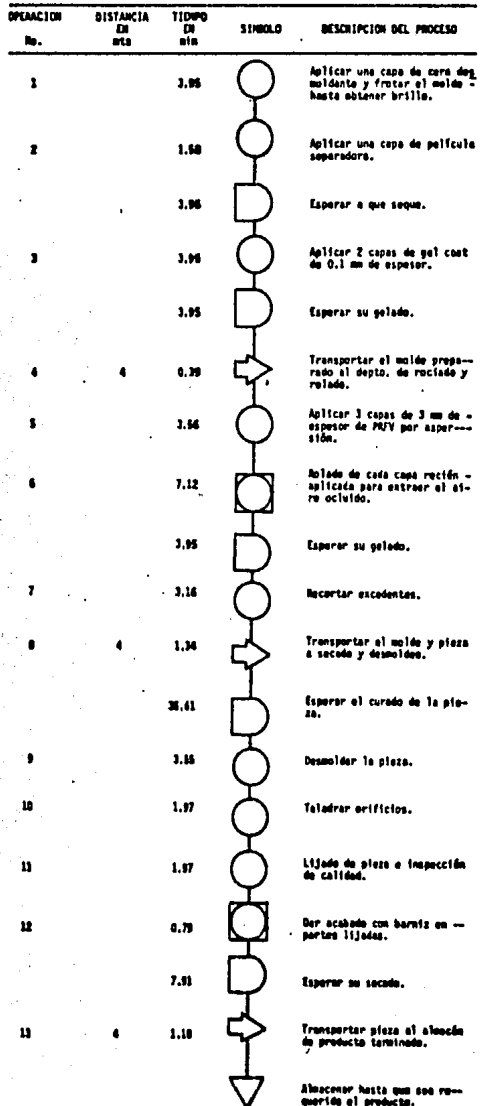 OPERACION DISTANCIA TIEMPO SIMBOLO DESCRIPCION DEL PROCESO
EN EN
No. mts min
1 3.95 Aplicar una capa de cera des
moldante y frotar el molde -
hasta obtener brillo.
2 1.58 Aplicar una capa de película
separadora.
3.96 Esperar a que seque.
3 3.95 Aplicar 2 capas de gel coat
de 0.1 mm de espesor.
3.95 Esperar su gelado.
4 4 0.39 Transportar el molde prepa--
rado al depto. de rociado y
rolado.
5 3.56 Aplicar 3 capas de 3 mm de -
espesor de PRFV por asper---
sión.
6 7.12 Rolado de cada capa recién -
aplicada para extraer el ai-
re ocluido.
3.95 Esperar su gelado.
7 3.16 Recortar excedentes.
8 4 1.34 Transportar el molde y pieza
a secado y desmoldeo.
Esperar el curado de la pie-
za.
9 Desmoldar la pieza.
10 1.97 Taladrar orificios.
11 1.97 Lijado de pieza e inspección
de calidad.
12 0.79 Dar acabado con barniz en --
partes lijadas.
7.91 Esperar su secado.
13 4 1.18 Transportar pieza al almacén
de producto terminado.
Almacenar hasta que sea re--
querido el producto.